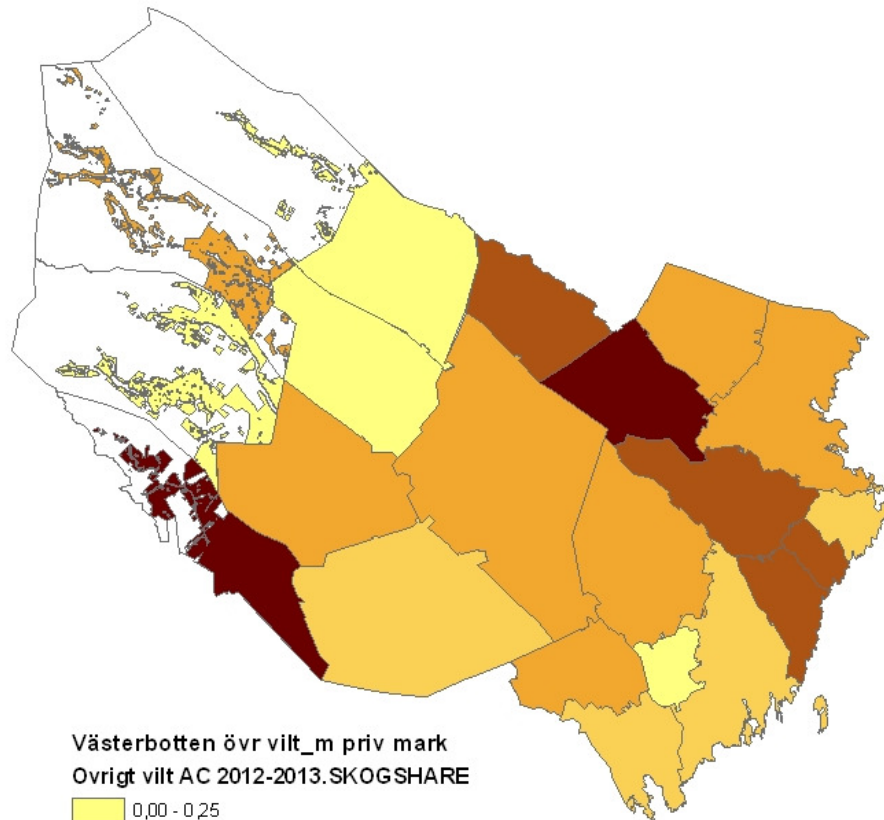 Västerbotten övr vilt_m priv mark
Ovrigt vilt AC 2012-2013.SKOGSHARE
0,00 - 0,25